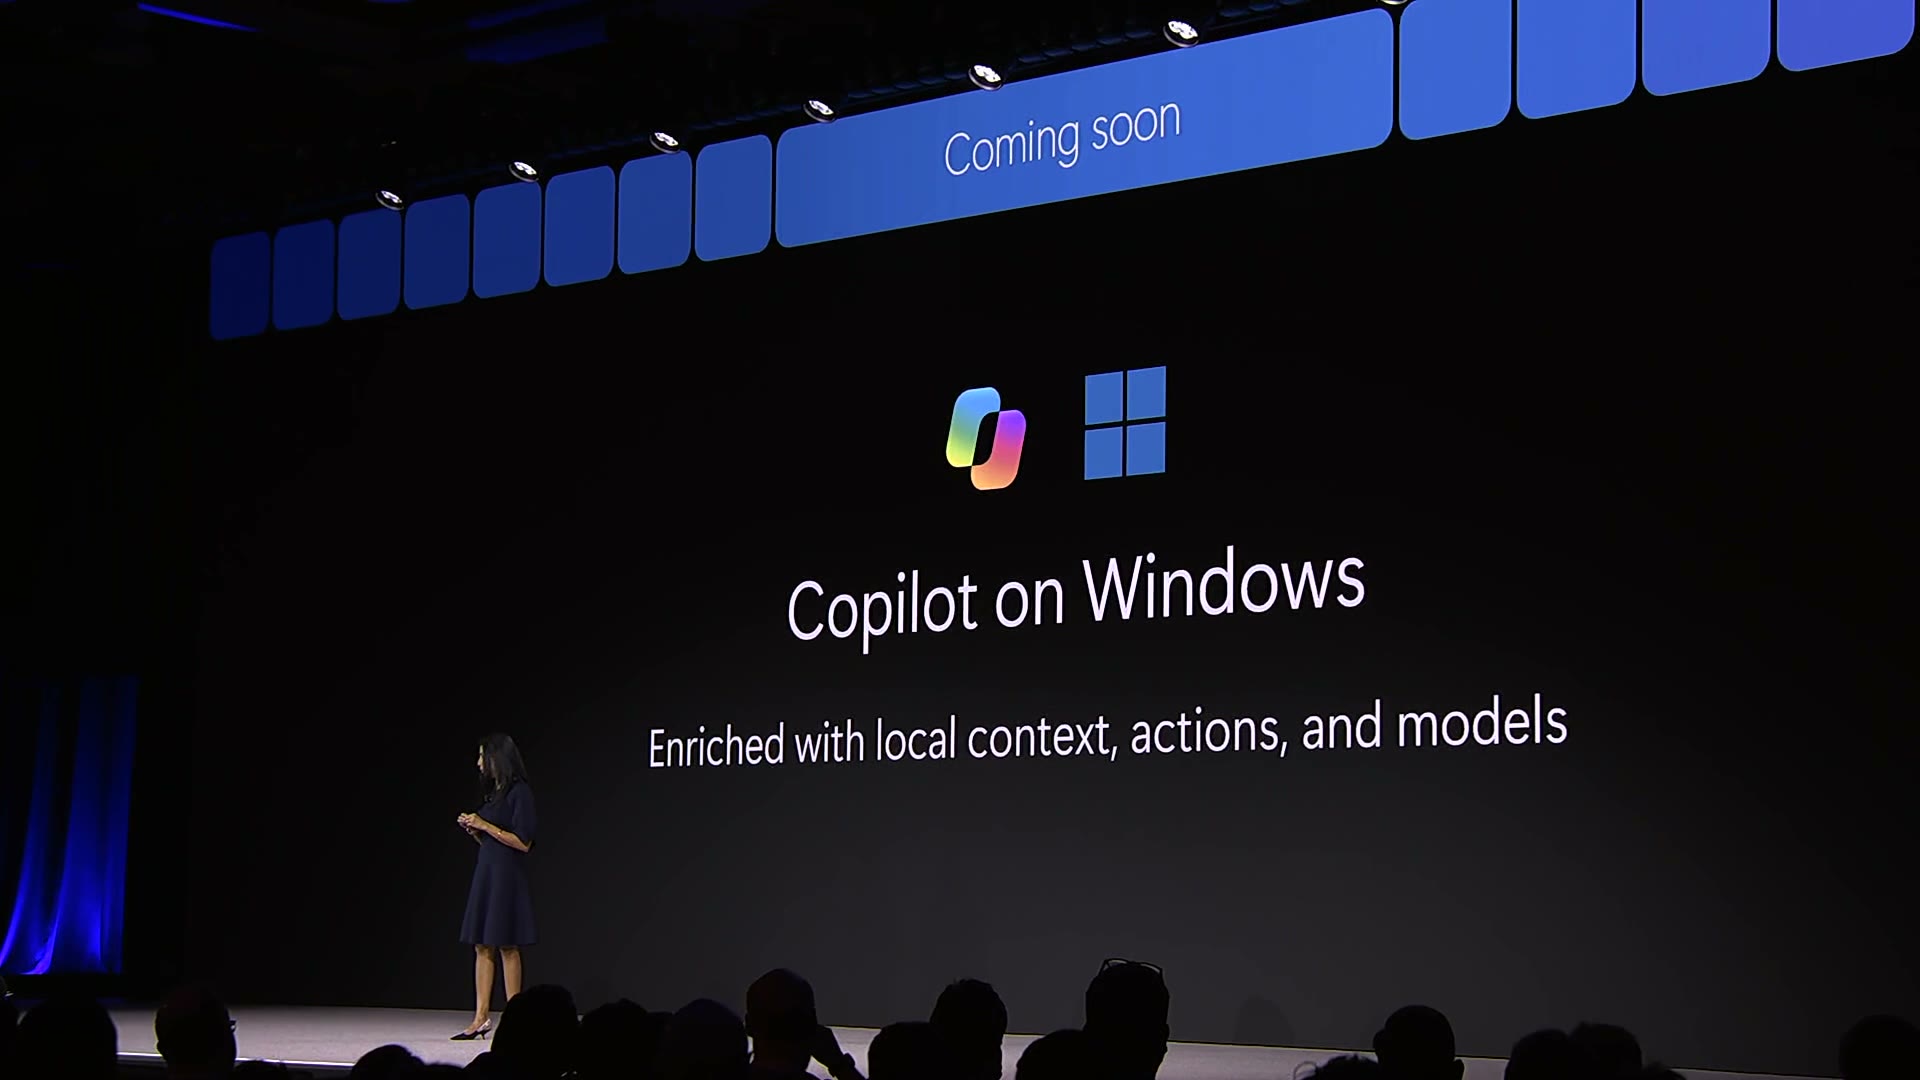 Coming soon
Copilot on Windows
Enriched with local context, actions, and models